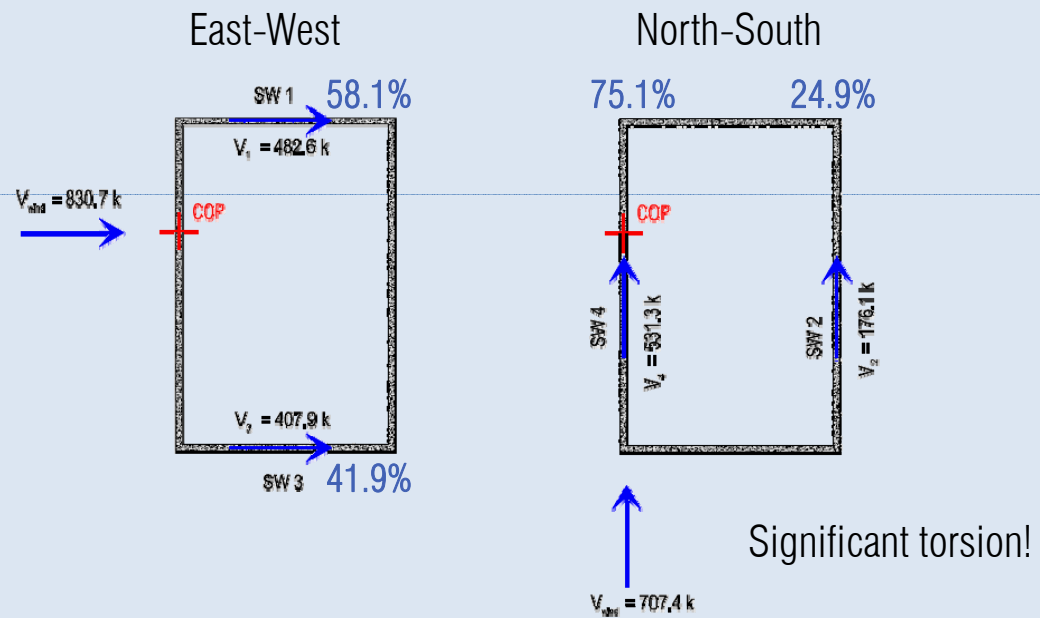 East-West
North-South
SW 1
58.1%
V1 = 482.6 k
Vwind = 830.7 k
COP
V3 = 407.9 k
SW 3
41.9%
75.1%
24.9%
COP
SW 4
V4 = 531.3 k
SW 2
V2 = 176.1 k
Significant torsion!
Vwind = 707.4 k